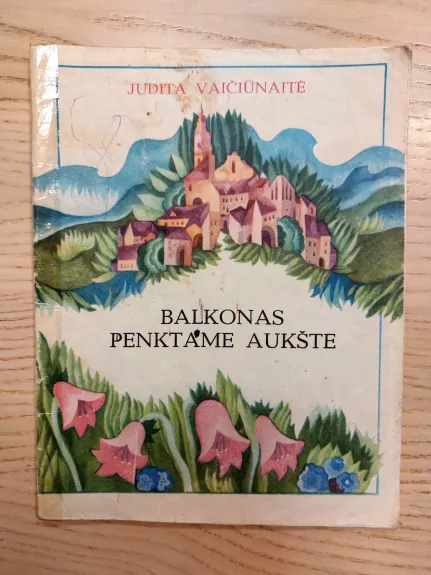 JUDITA VAIČIŪNAITĖ
BALKONAS
PENKTAME AUKŠTE